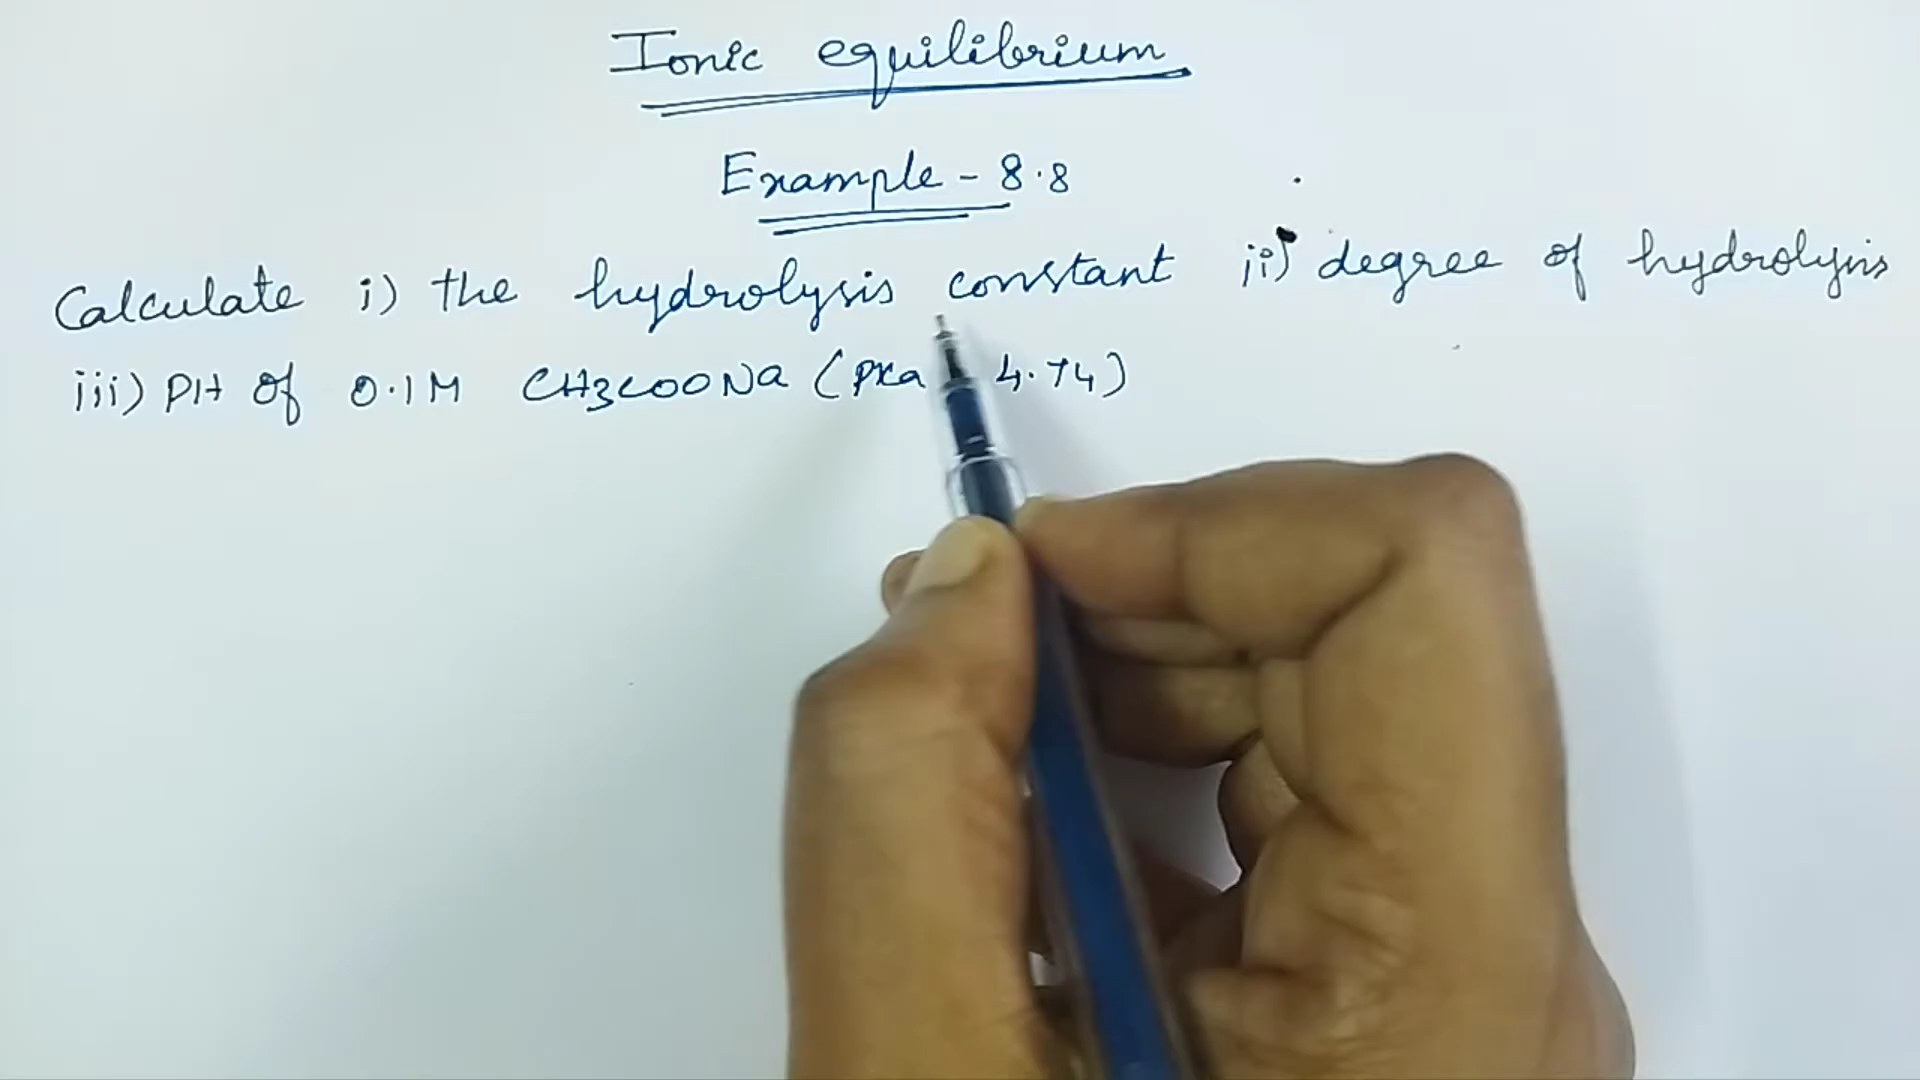 Ionic equilibrium
Example - 8.8
Calculate i) the hydrolysis constant ii) degree of hydrolysis
iii) PH of 0.1M CH3COONa (pKa 4.74)